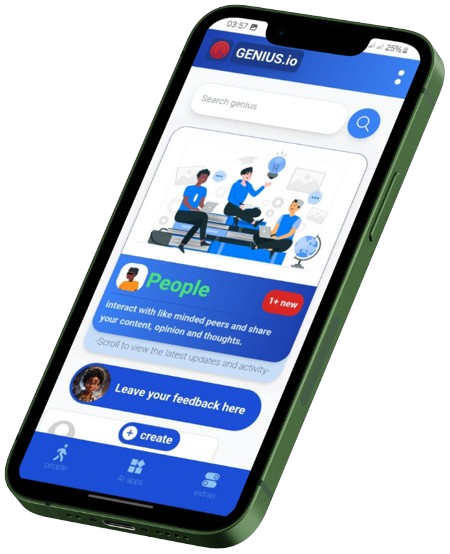 03:57
25%
GENIUS.io
Search genius
People
1+ new
interact with like minded peers and share
your content, opinion and thoughts.
-Scroll to view the latest updates and activity-
Leave your feedback here
+ create
people
AI apps
extras